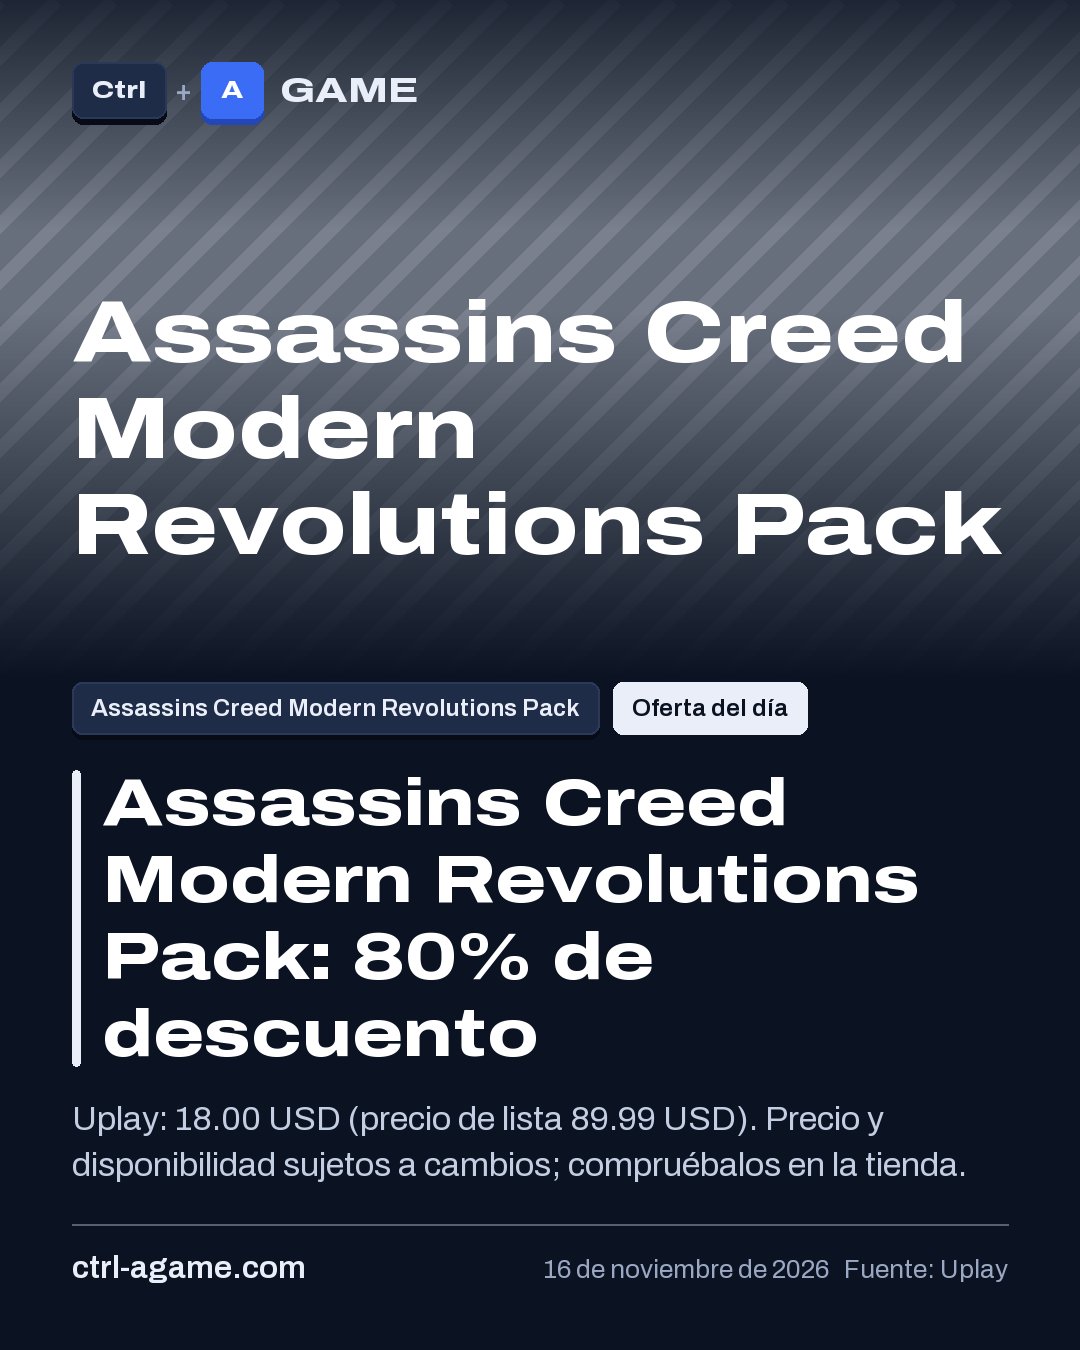 Ctrl + A GAME
Assassins Creed
Modern
Revolutions Pack
Assassins Creed Modern Revolutions Pack
Oferta del día
Assassins Creed
Modern Revolutions
Pack: 80% de
descuento
Uplay: 18.00 USD (precio de lista 89.99 USD). Precio y
disponibilidad sujetos a cambios; compruébalos en la tienda.
ctrl-agame.com
16 de noviembre de 2026 Fuente: Uplay